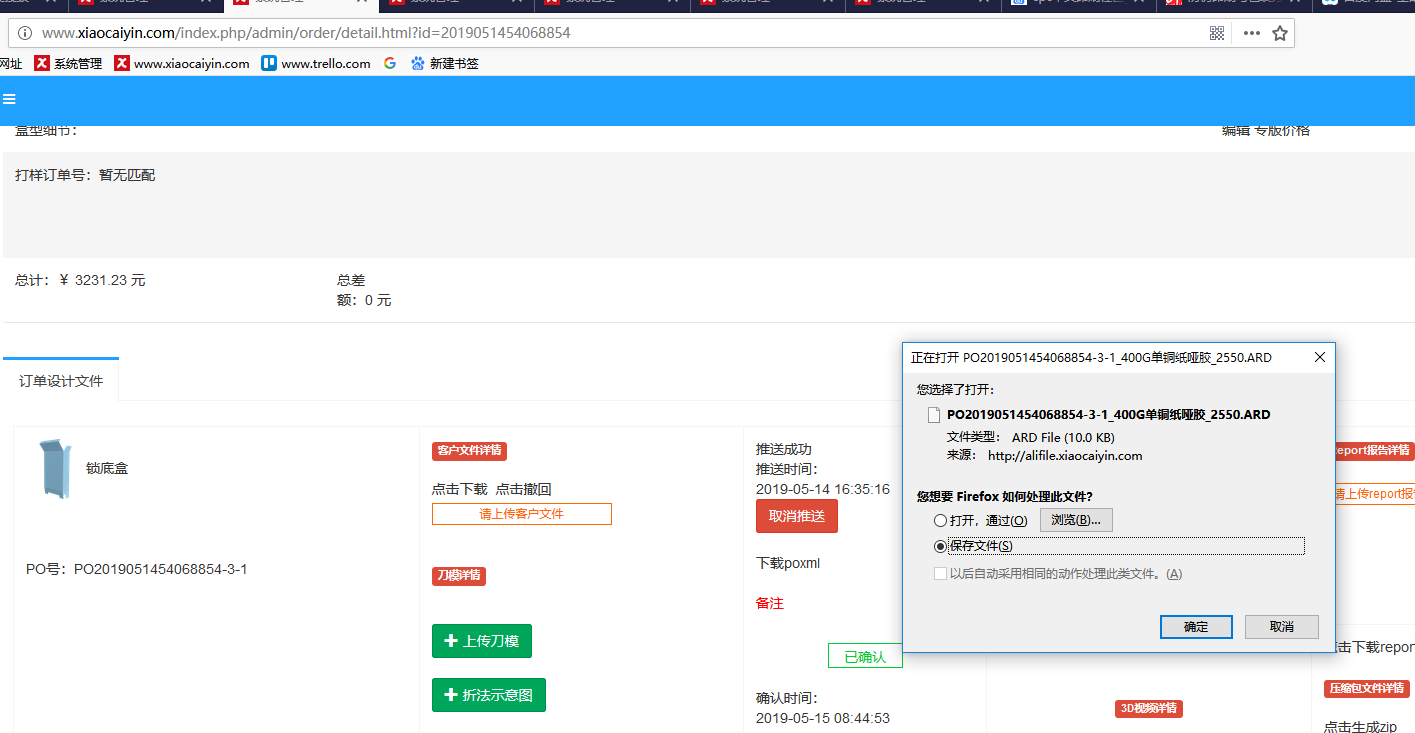 www.xiaocaiyin.com/index.php/admin/order/detail.html?id=2019051454068854
网址 系统管理 www.xiaocaiyin.com www.trello.com 新建书签
盒型细节： 编辑 专版价格
打样订单号：暂无匹配
总计：￥ 3231.23 元
总差
额：0 元
订单设计文件
锁底盒
PO号：PO2019051454068854-3-1
客户文件详情
点击下载 点击撤回
请上传客户文件
刀模详情
上传刀模
折法示意图
推送成功
推送时间：
2019-05-14 16:35:16
取消推送
下载poxml
备注
已确认
确认时间：
2019-05-15 08:44:53
正在打开 PO2019051454068854-3-1_400G单铜纸哑胶_2550.ARD
您选择了打开:
PO2019051454068854-3-1_400G单铜纸哑胶_2550.ARD
文件类型： ARD File (10.0 KB)
来源： http://alifile.xiaocaiyin.com
您想要 Firefox 如何处理此文件?
打开，通过(O) 浏览(B)...
保存文件(S)
以后自动采用相同的动作处理此类文件。(A)
确定 取消
3D视频详情
report报告详情
请上传report报
击下载repor
压缩包文件详情
点击生成zip